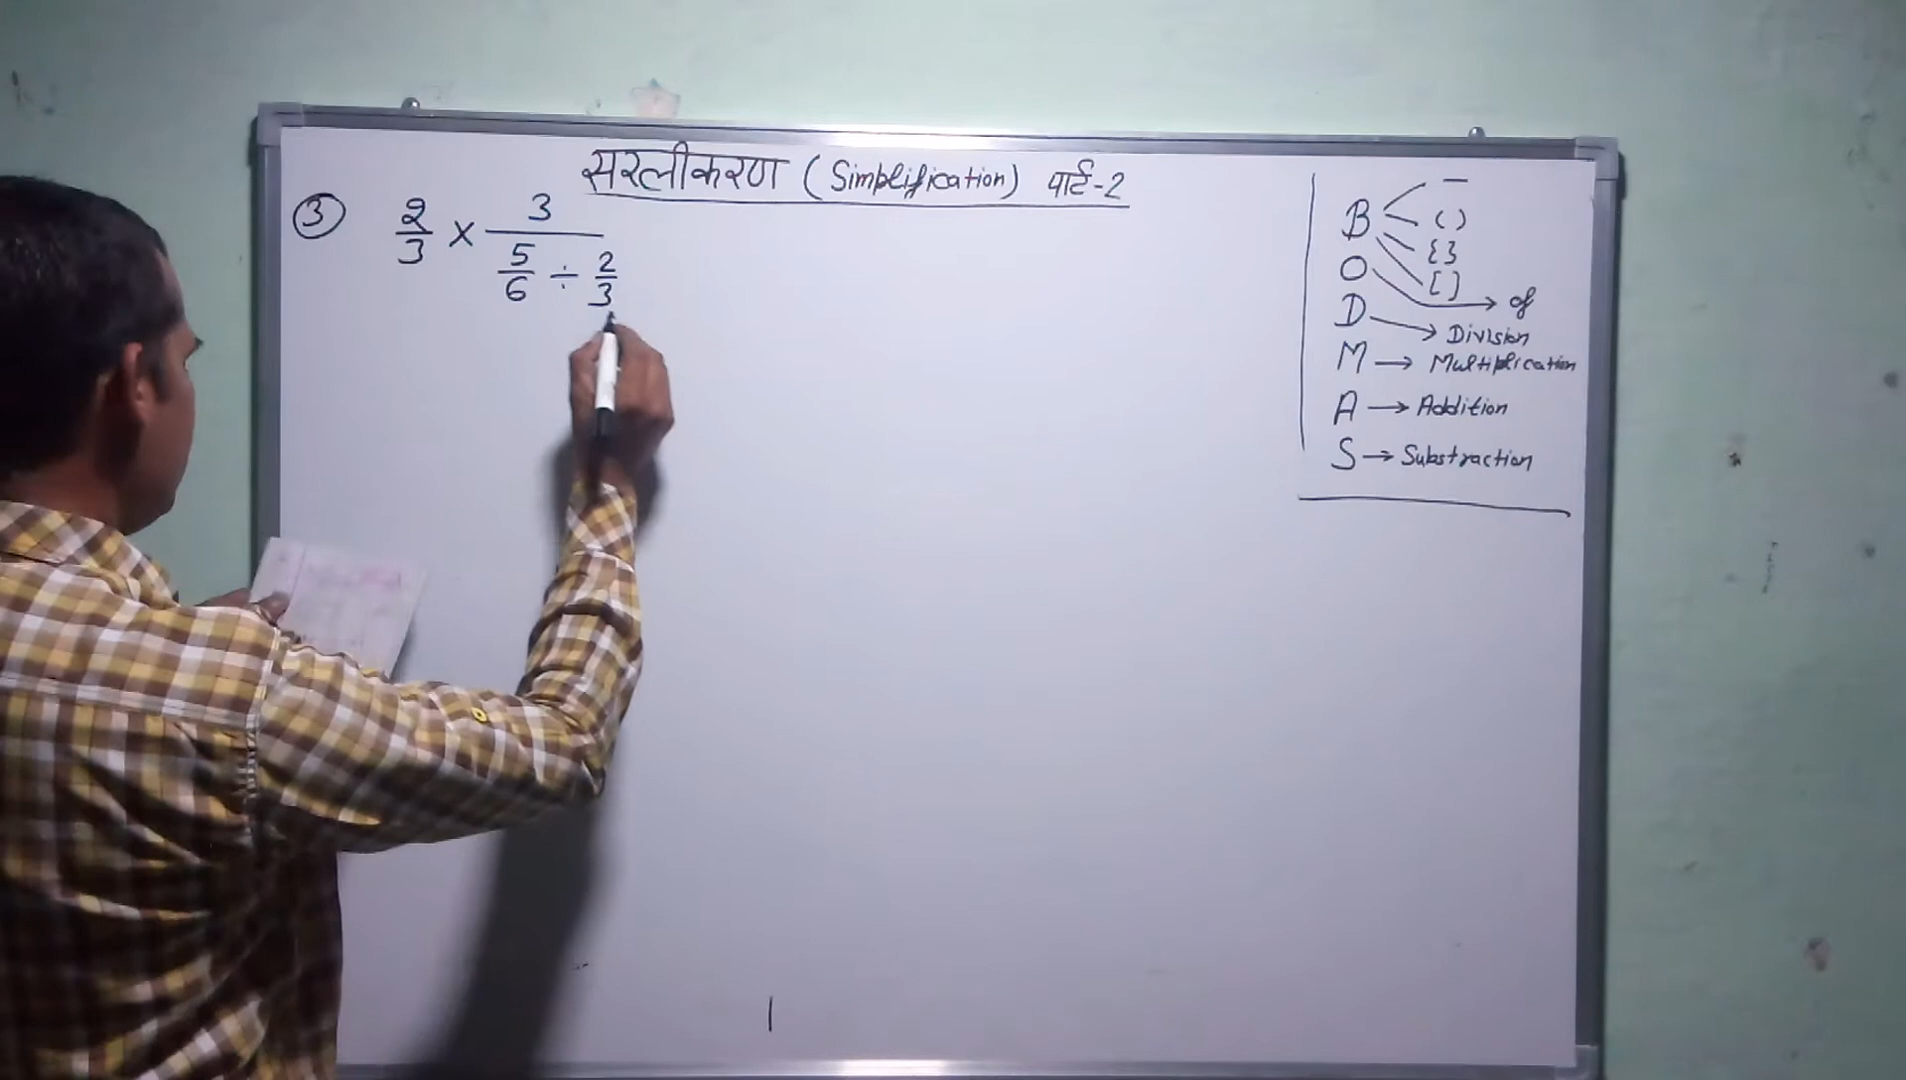 सरलीकरण (Simplification) पार्ट-2
3 2/3 × 3/(5/6 ÷ 2/3)
B — ( ) { } [ ]
O → of
D → Division
M → Multiplication
A → Addition
S → Substraction